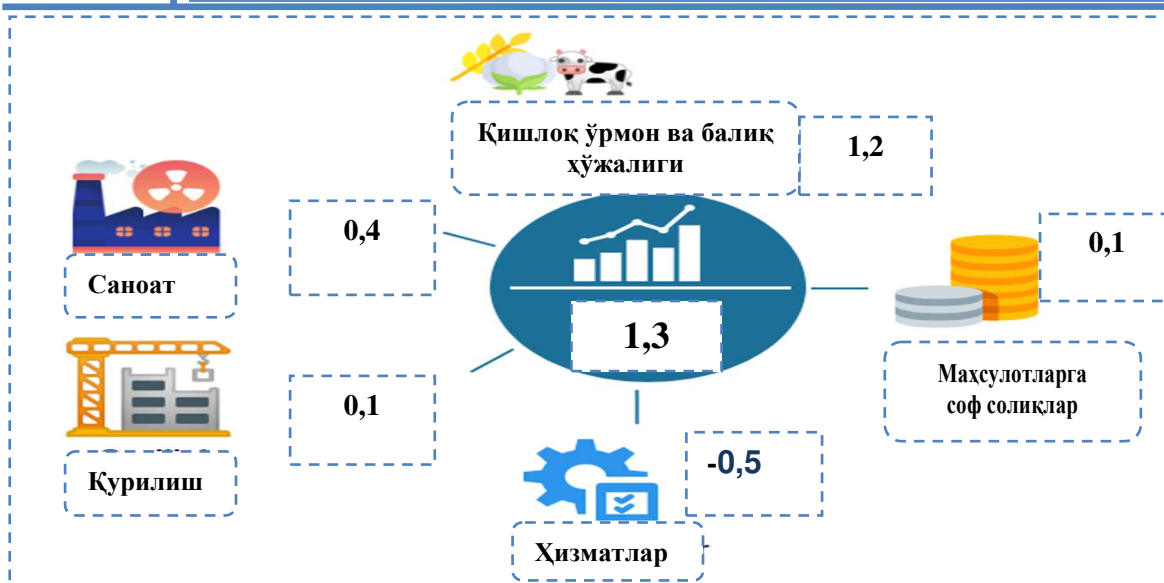 Қишлоқ ўрмон ва балиқ
ҳўжалиги
1,2
0,4
Саноат
0,1
1,3
Маҳсулотларга
соф солиқлар
0,1
Қурилиш
-0,5
Ҳизматлар